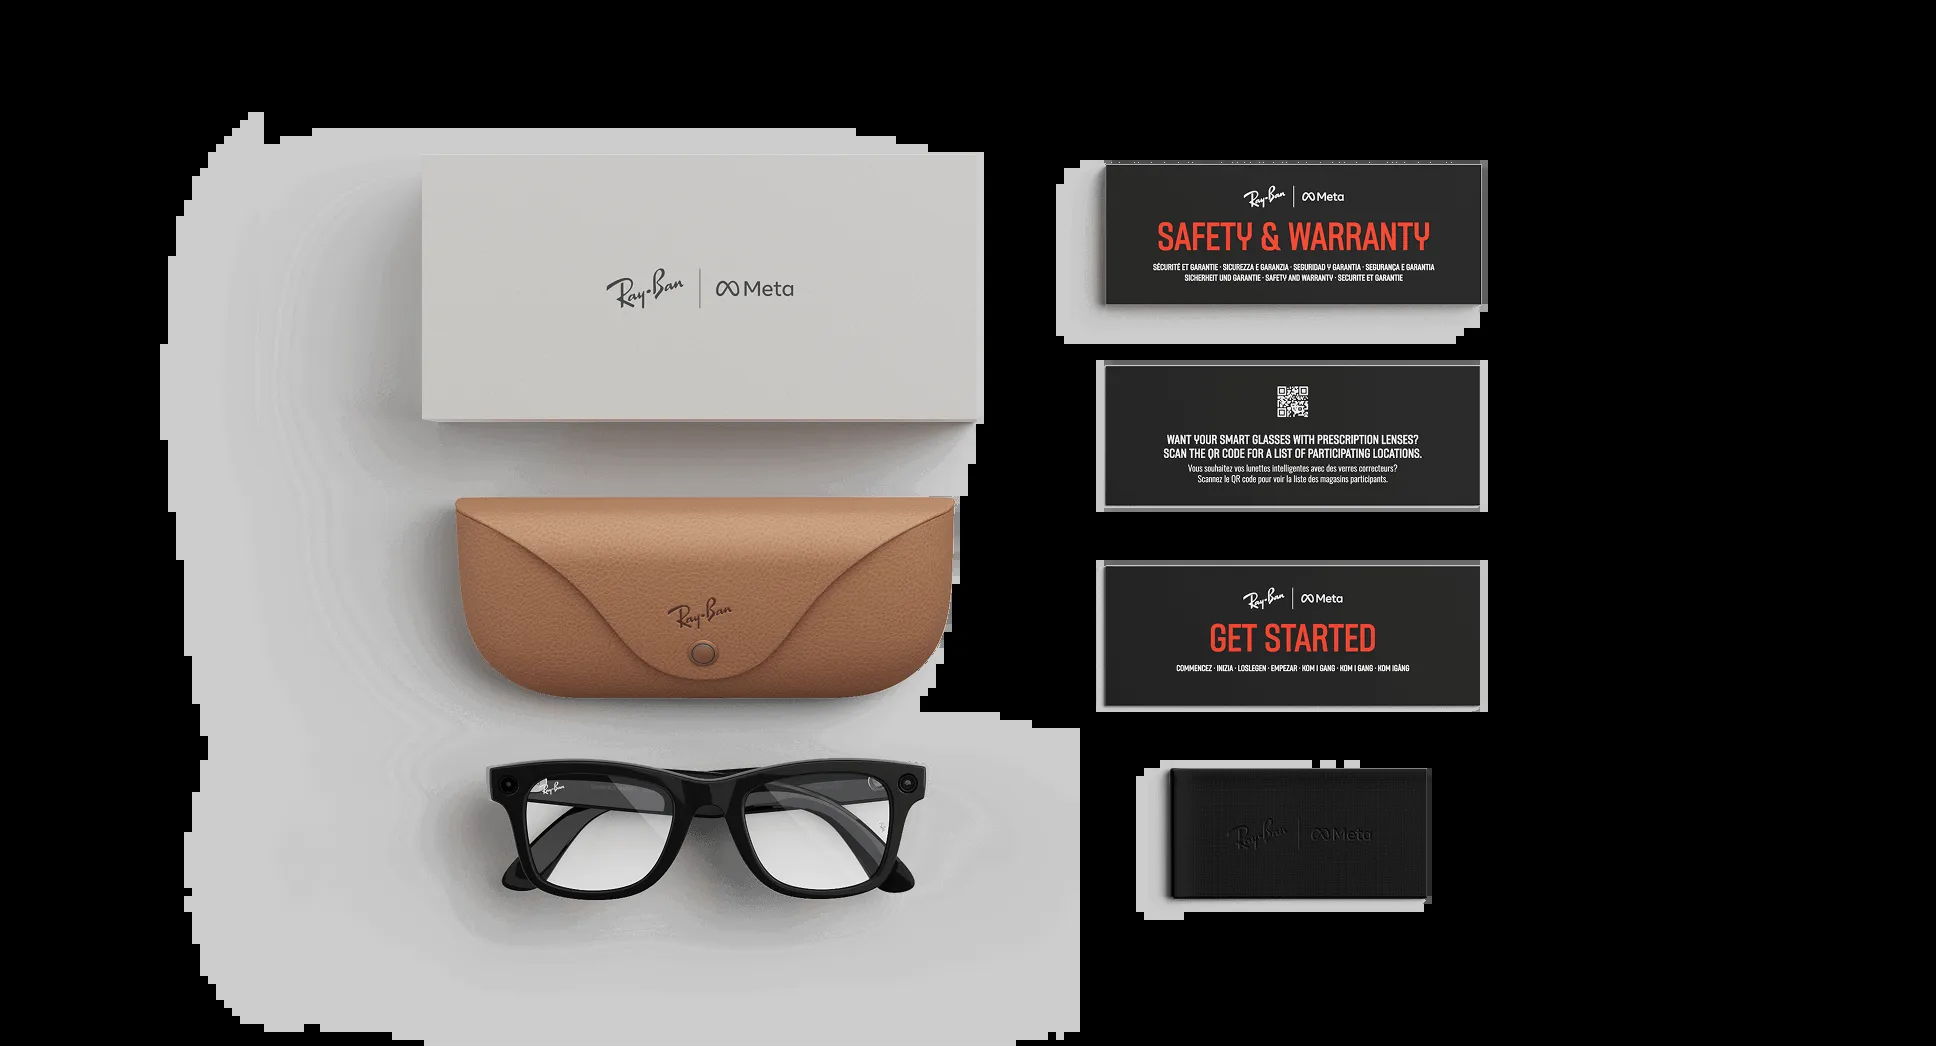 Ray-Ban | Meta
Ray-Ban
Ray-Ban
Ray-Ban | Meta
SAFETY & WARRANTY
SÉCURITÉ ET GARANTIE · SICUREZZA E GARANZIA · SEGURIDAD Y GARANTIA · SEGURANÇA E GARANTIA
SICHERHEIT UND GARANTIE · SAFETY AND WARRANTY · SECURITE ET GARANTIE
WANT YOUR SMART GLASSES WITH PRESCRIPTION LENSES?
SCAN THE QR CODE FOR A LIST OF PARTICIPATING LOCATIONS.
Vous souhaitez vos lunettes intelligentes avec des verres correcteurs?
Scannez le QR code pour voir la liste des magasins participants.
Ray-Ban | Meta
GET STARTED
COMMENCEZ · INIZIA · LOSLEGEN · EMPEZAR · KOM I GANG · KOM I GANG · KOM IGÅNG
Ray-Ban | Meta